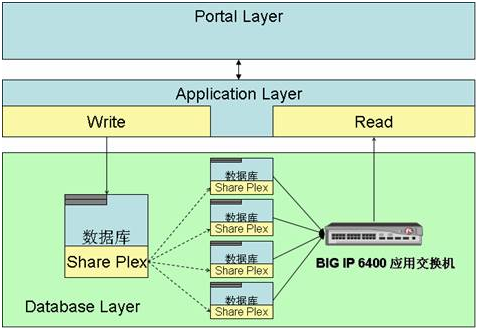 Portal Layer
Application Layer
Write
Read
数据库
Share Plex
数据库
Share Plex
数据库
Share Plex
数据库
Share Plex
数据库
Share Plex
BIG IP 6400 应用交换机
Database Layer